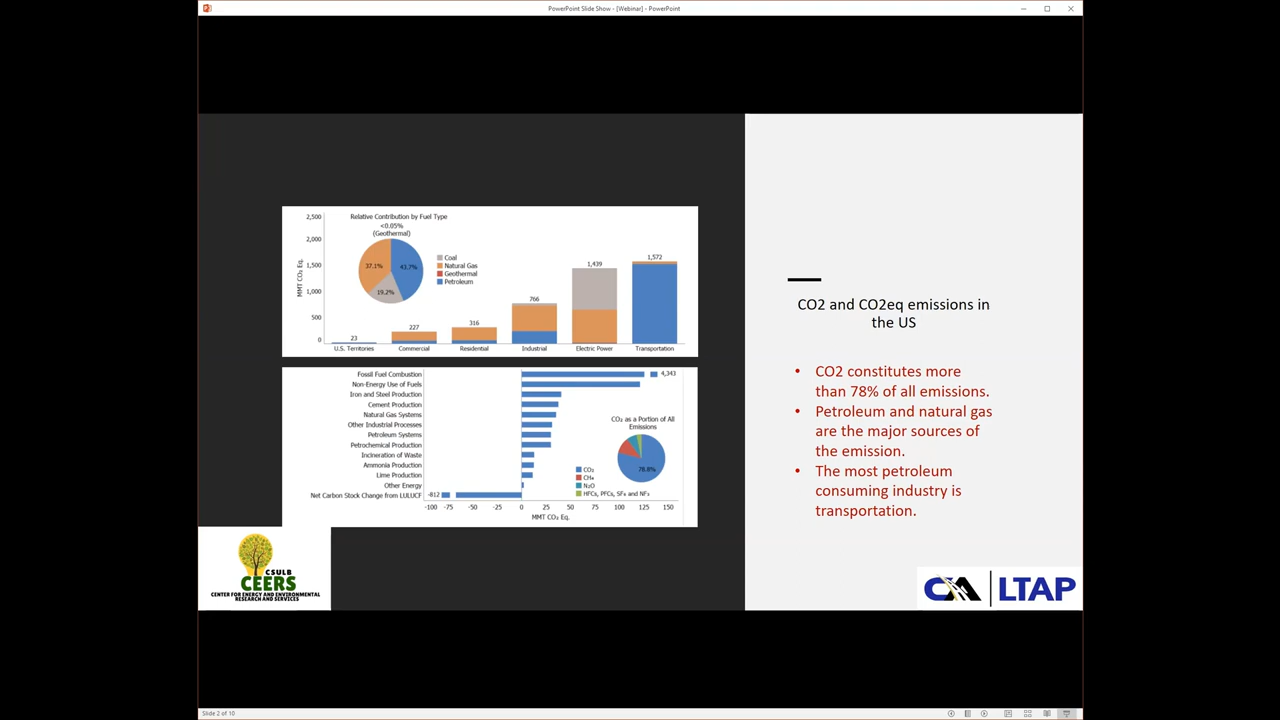 PowerPoint Slide Show - [Webinar] - PowerPoint
Relative Contribution by Fuel Type
<0.05%
(Geothermal)
37.1%
43.7%
19.2%
Coal
Natural Gas
Geothermal
Petroleum
MMT CO₂ Eq.
2,500
2,000
1,500
1,000
500
0
23
227
316
766
1,439
1,572
U.S. Territories
Commercial
Residential
Industrial
Electric Power
Transportation
Fossil Fuel Combustion
4,343
Non-Energy Use of Fuels
Iron and Steel Production
Cement Production
Natural Gas Systems
Other Industrial Processes
Petroleum Systems
Petrochemical Production
Incineration of Waste
Ammonia Production
Lime Production
Other Energy
Net Carbon Stock Change from LULUCF
-812
CO₂ as a Portion of All
Emissions
78.8%
CO₂
CH₄
N₂O
HFCs, PFCs, SF₆ and NF₃
-100 -75 -50 -25 0 25 50 75 100 125 150
MMT CO₂ Eq.
CO2 and CO2eq emissions in
the US
• CO2 constitutes more
than 78% of all emissions.
• Petroleum and natural gas
are the major sources of
the emission.
• The most petroleum
consuming industry is
transportation.
CSULB
CEERS
CENTER FOR ENERGY AND ENVIRONMENTAL
RESEARCH AND SERVICES
CA LTAP
Slide 2 of 10